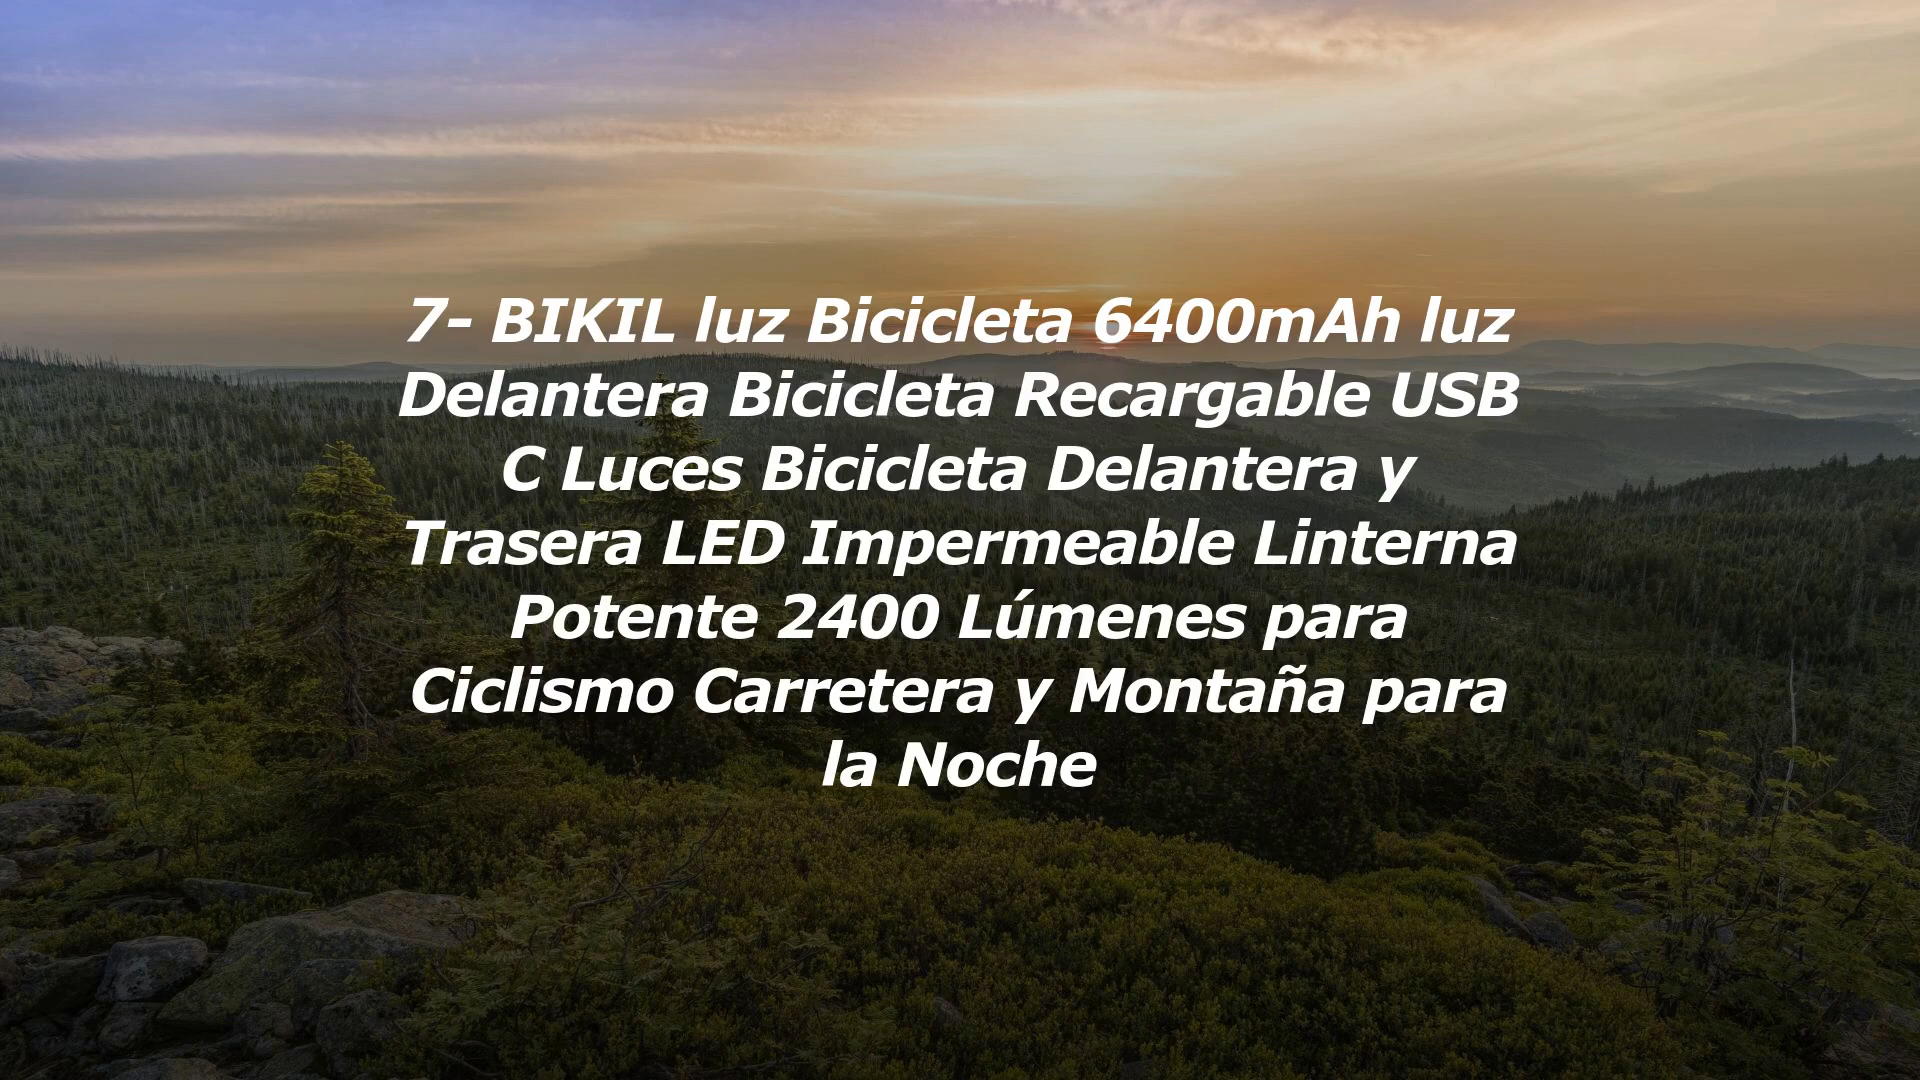 7- BIKIL luz Bicicleta 6400mAh luz
Delantera Bicicleta Recargable USB
C Luces Bicicleta Delantera y
Trasera LED Impermeable Linterna
Potente 2400 Lúmenes para
Ciclismo Carretera y Montaña para
la Noche